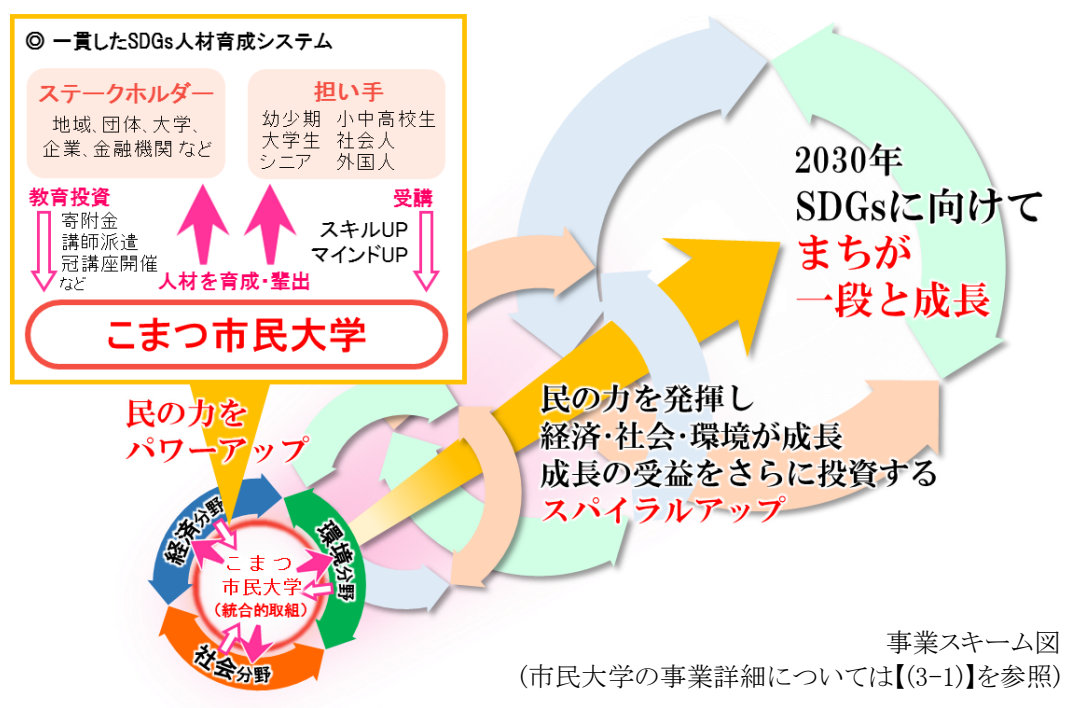 ◎ 一貫したSDGs人材育成システム
ステークホルダー
地域、団体、大学、
企業、金融機関 など
担い手
幼少期 小中高校生
大学生 社会人
シニア 外国人
教育投資
寄附金
講師派遣
冠講座開催
など
受講
スキルUP
マインドUP
人材を育成・輩出
こまつ市民大学
民の力を
パワーアップ
2030年
SDGsに向けて
まちが
一段と成長
民の力を発揮し
経済・社会・環境が成長
成長の受益をさらに投資する
スパイラルアップ
経済分野
環境分野
社会分野
こまつ
市民大学
(統合的取組)
事業スキーム図
(市民大学の事業詳細については【(3-1)】を参照)